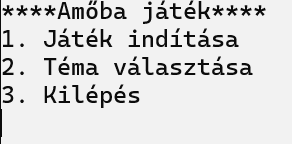 ****Amőba játék****
1. Játék indítása
2. Téma választása
3. Kilépés